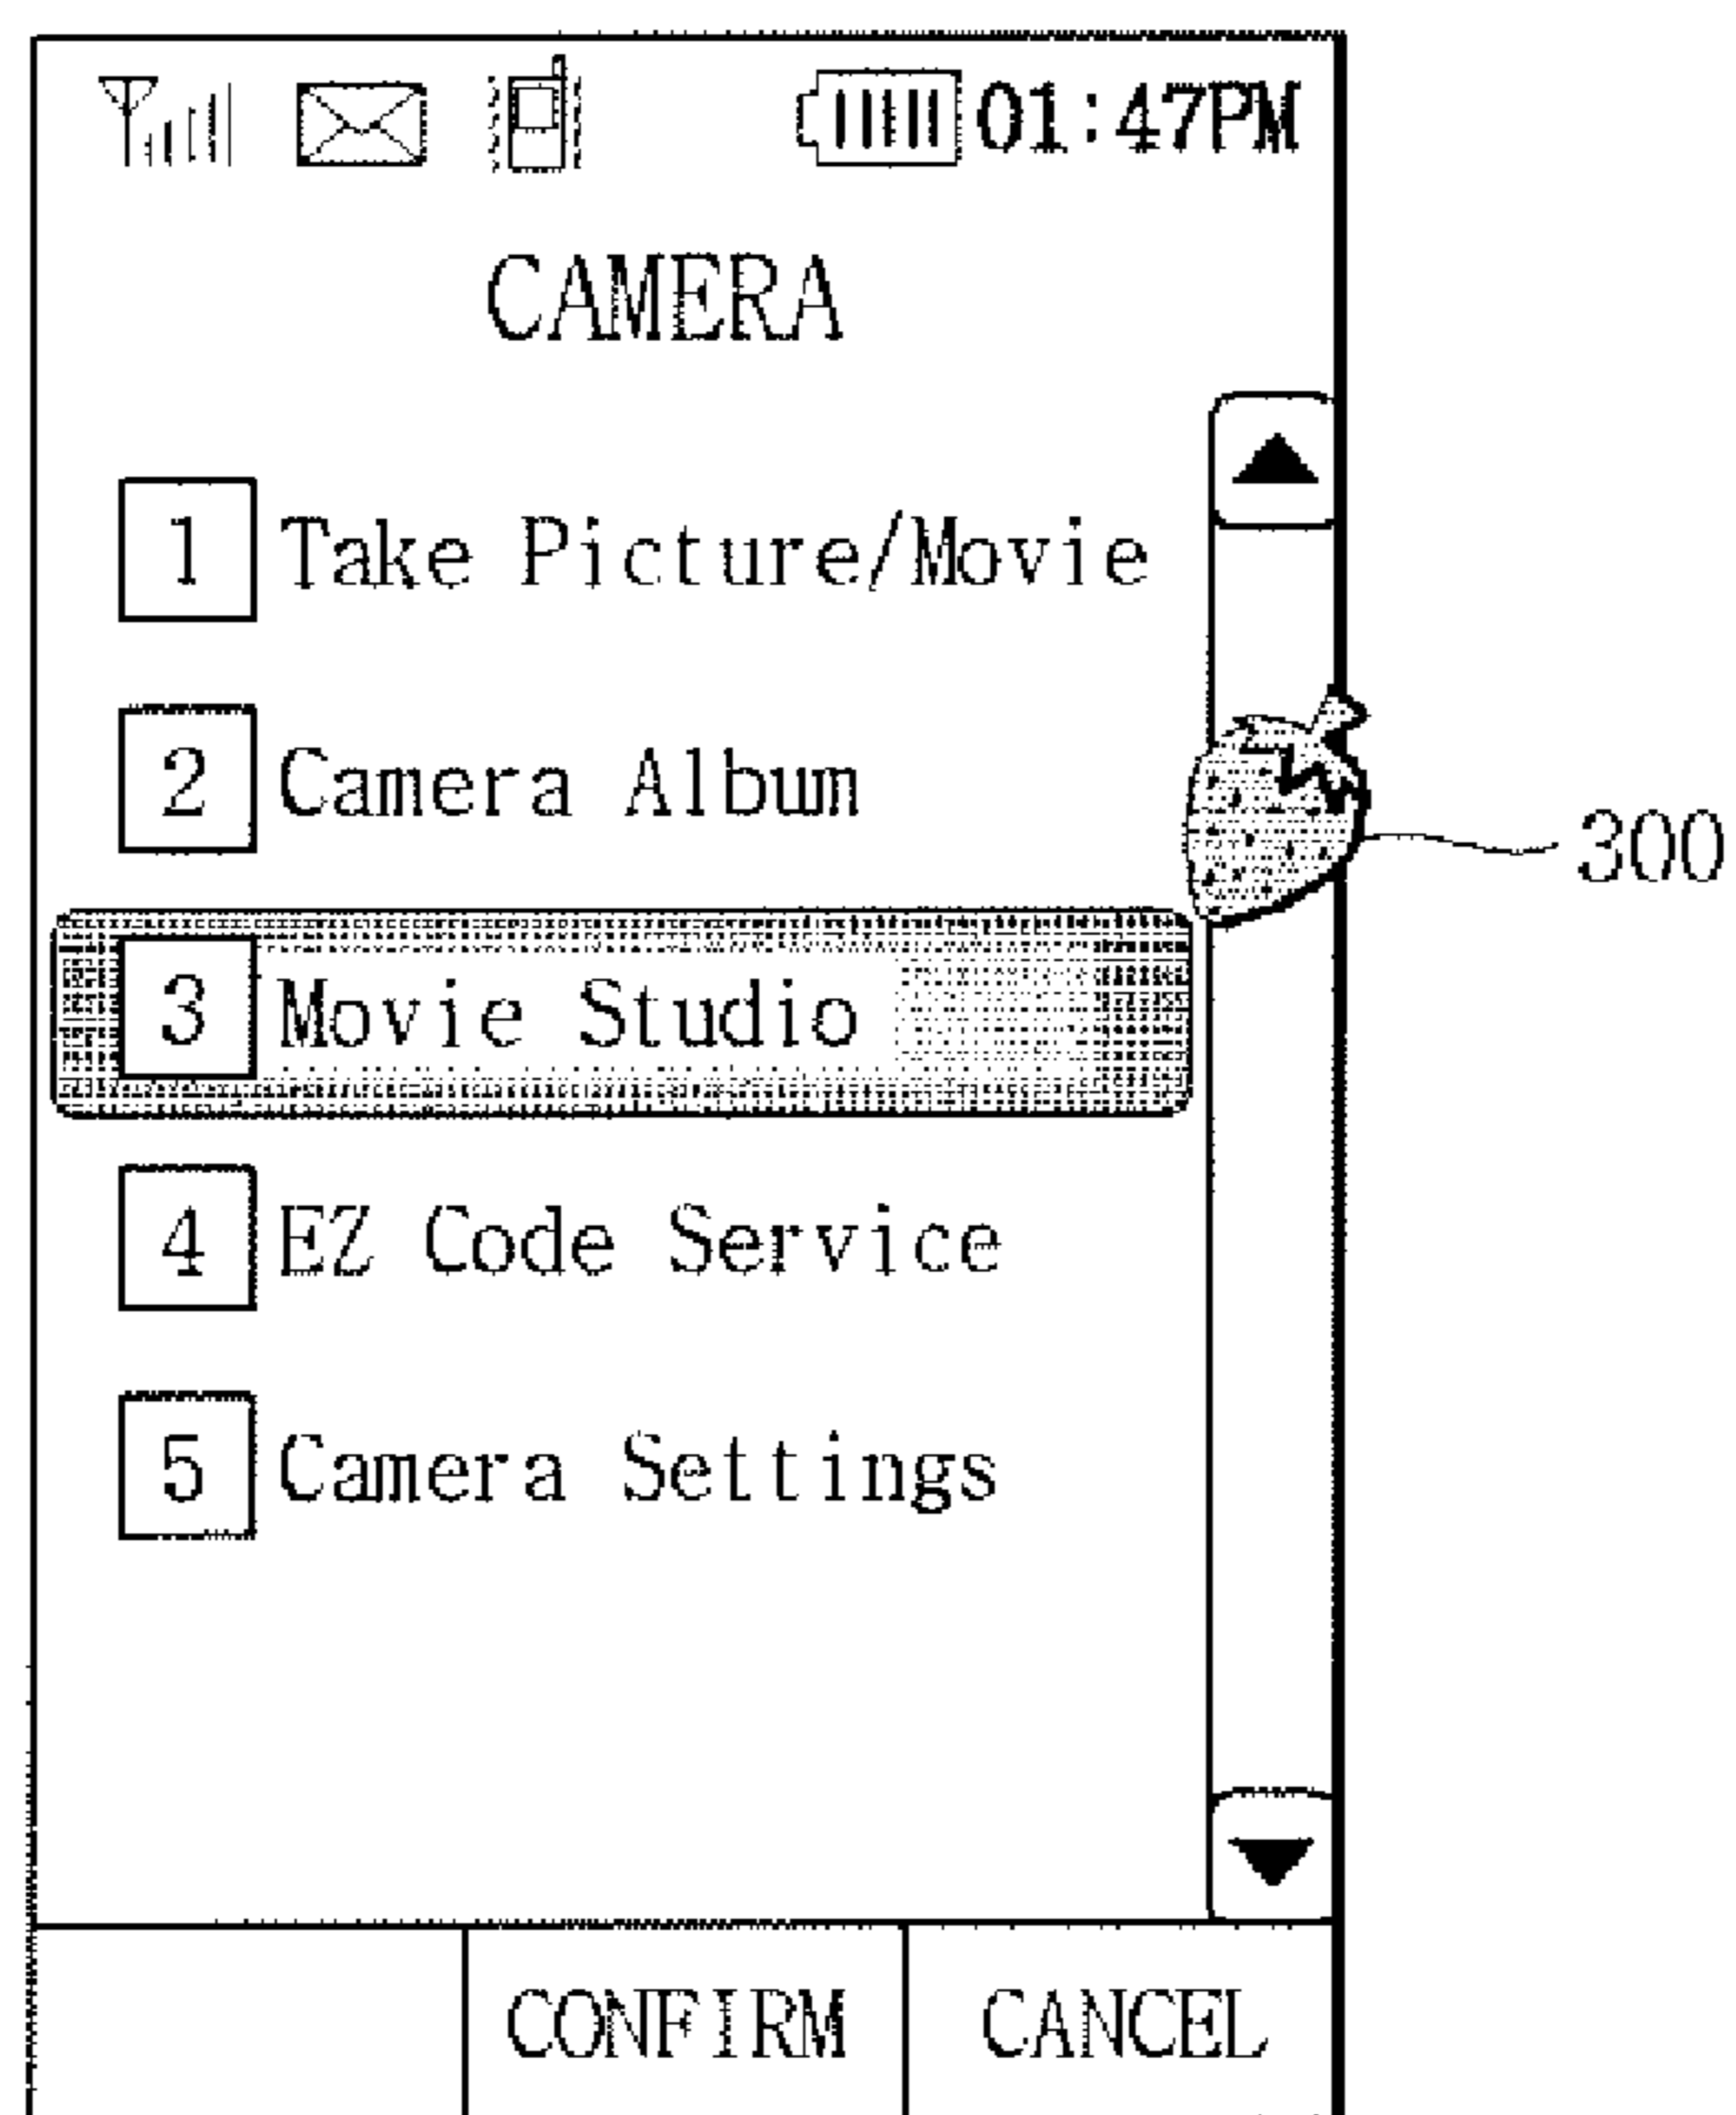 01:47PM
CAMERA
1 Take Picture/Movie
2 Camera Album
300
3 Movie Studio
4 EZ Code Service
5 Camera Settings
CONFIRM CANCEL